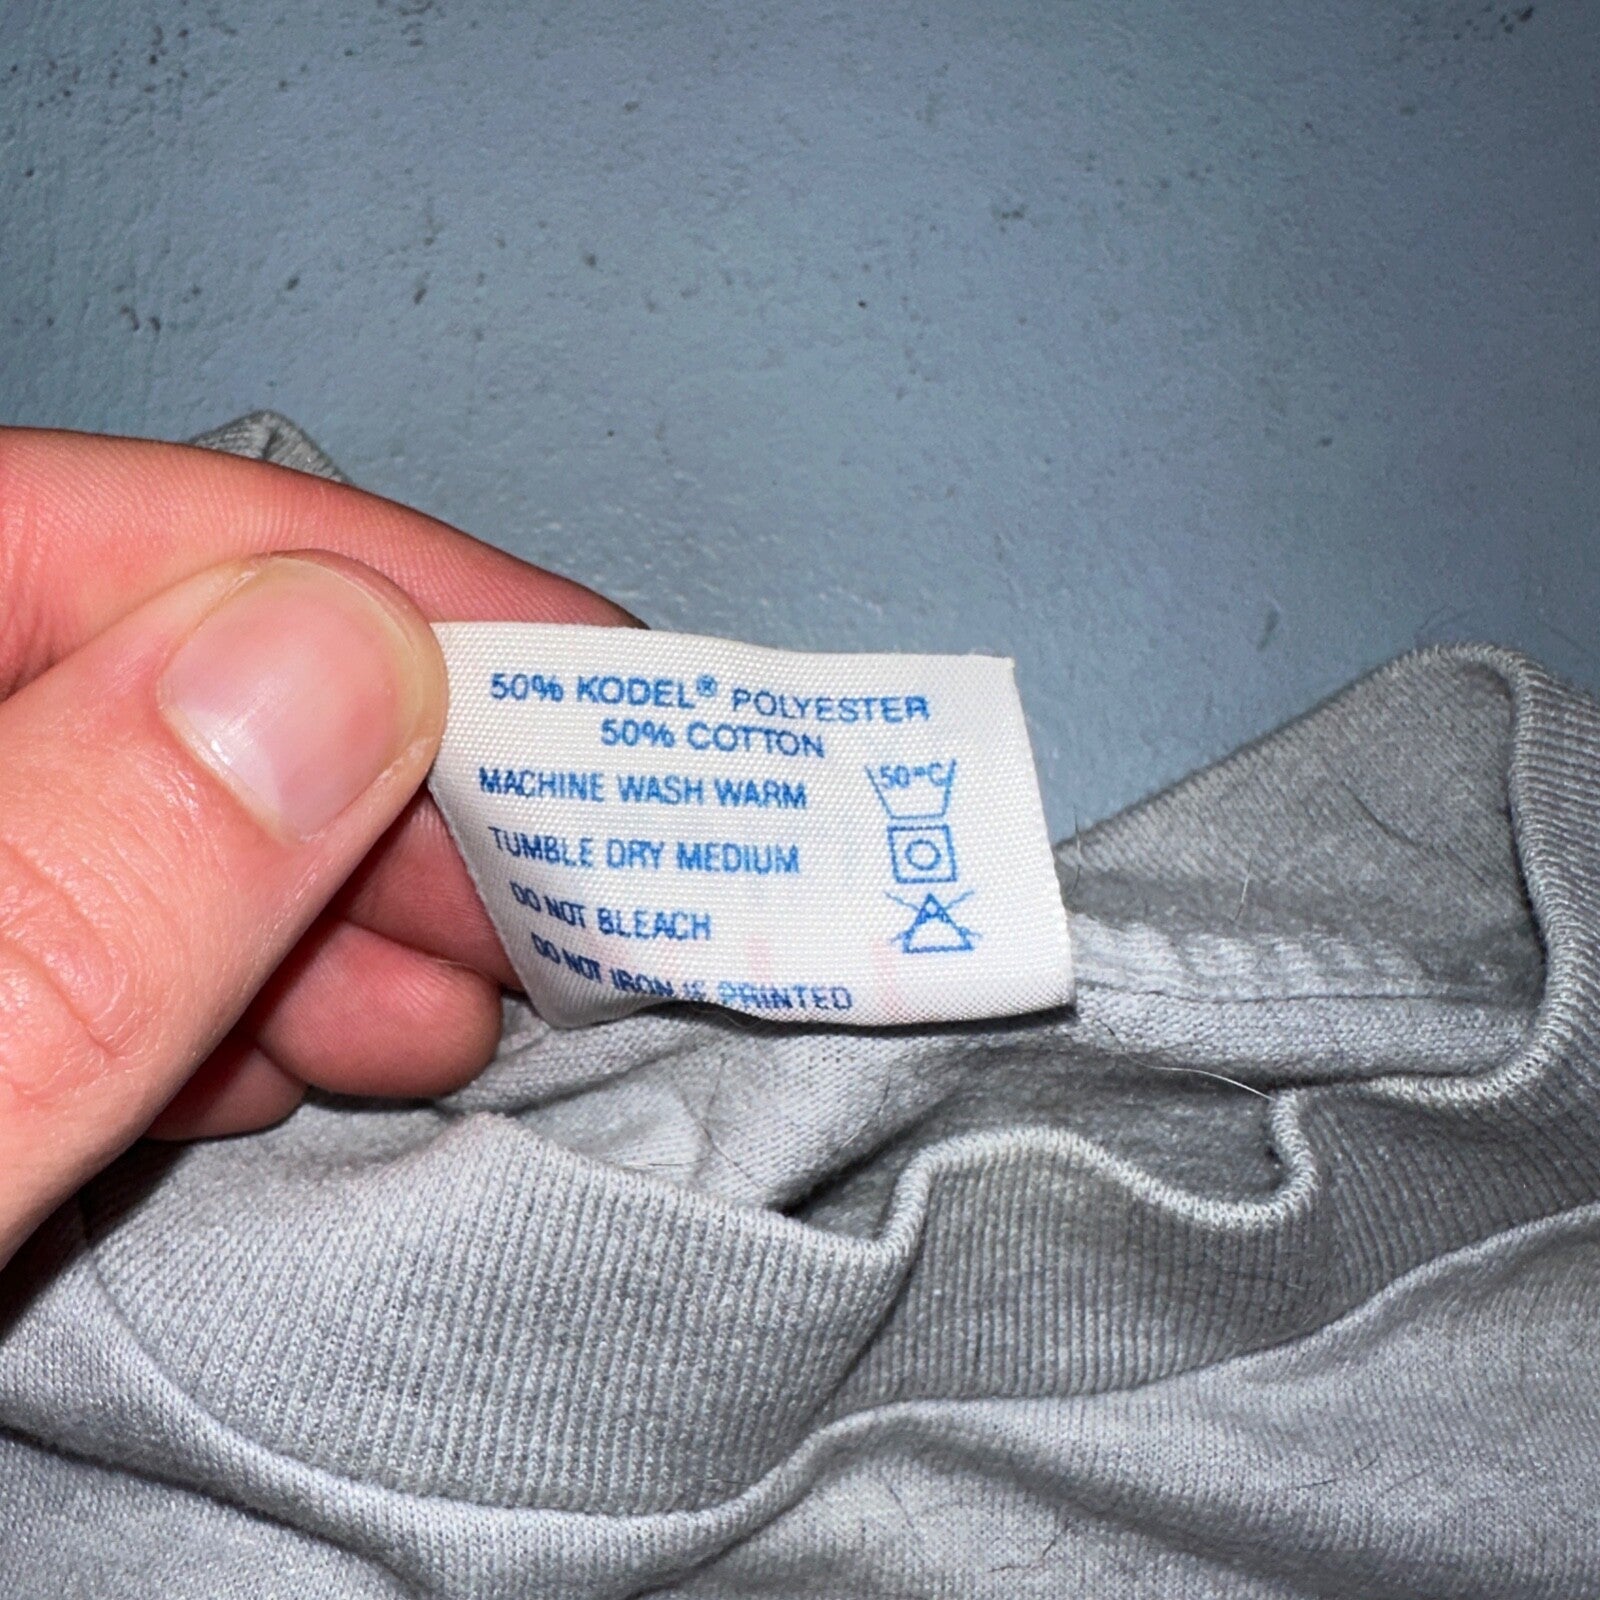 50% KODEL® POLYESTER
50% COTTON
MACHINE WASH WARM
50°C
TUMBLE DRY MEDIUM
DO NOT BLEACH
DO NOT IRON IF PRINTED